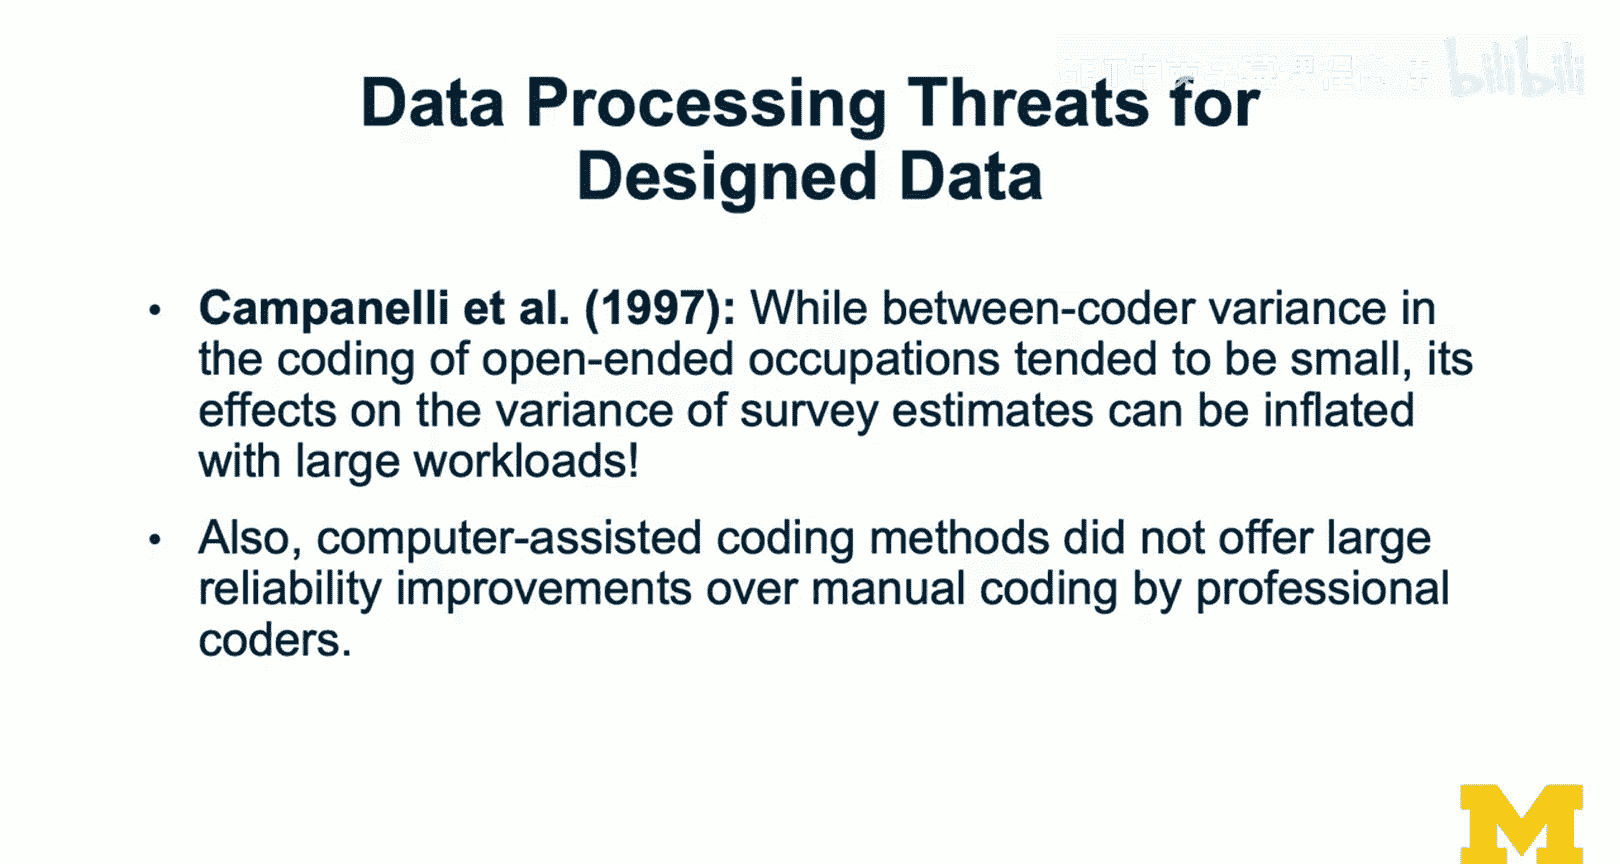 Data Processing Threats for
Designed Data
• Campanelli et al. (1997): While between-coder variance in
the coding of open-ended occupations tended to be small, its
effects on the variance of survey estimates can be inflated
with large workloads!
• Also, computer-assisted coding methods did not offer large
reliability improvements over manual coding by professional
coders.
bilibili
M